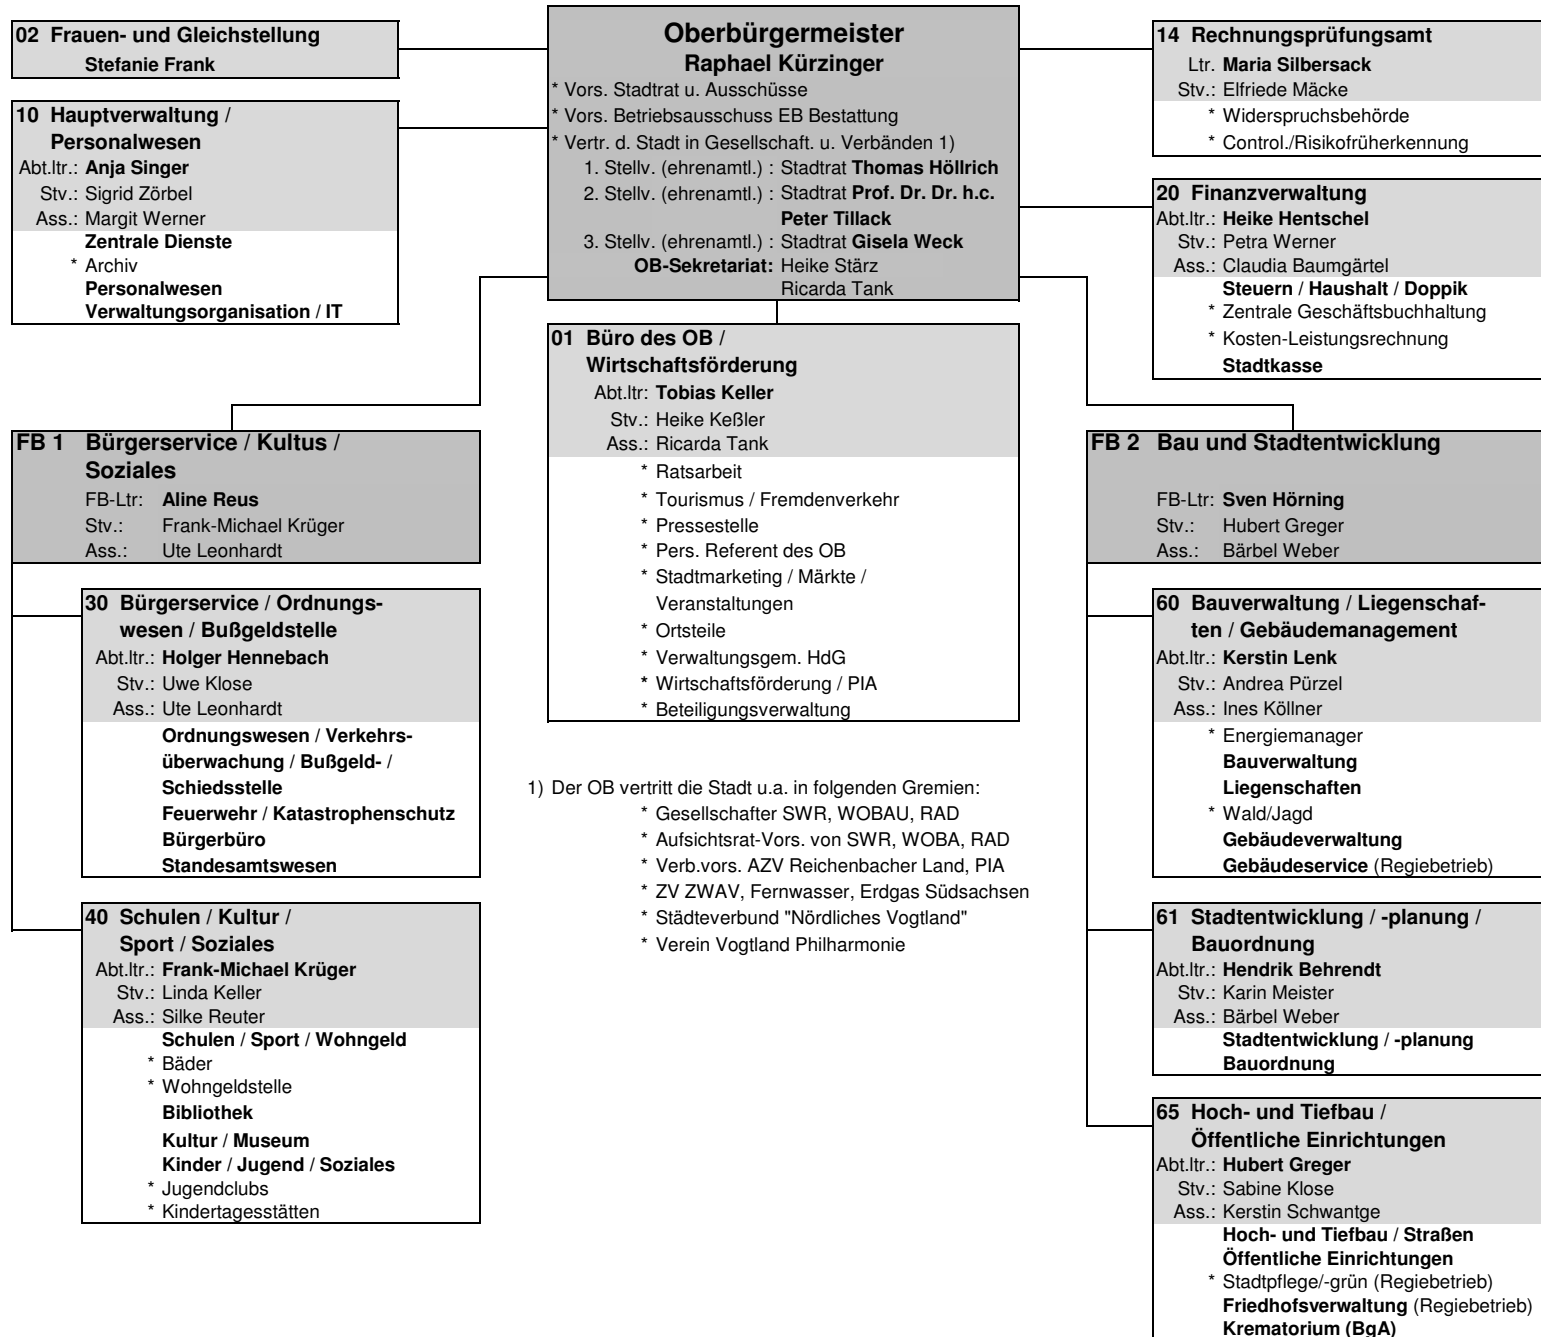 02 Frauen- und Gleichstellung
Stefanie Frank
10 Hauptverwaltung /
Personalwesen
Abt.ltr.: Anja Singer
Stv.: Sigrid Zörbel
Ass.: Margit Werner
Zentrale Dienste
* Archiv
Personalwesen
Verwaltungsorganisation / IT
Oberbürgermeister
Raphael Kürzinger
* Vors. Stadtrat u. Ausschüsse
* Vors. Betriebsausschuss EB Bestattung
* Vertr. d. Stadt in Gesellschaft. u. Verbänden 1)
1. Stellv. (ehrenamtl.) : Stadtrat Thomas Höllrich
2. Stellv. (ehrenamtl.) : Stadtrat Prof. Dr. Dr. h.c.
Peter Tillack
3. Stellv. (ehrenamtl.) : Stadtrat Gisela Weck
OB-Sekretariat: Heike Stärz
Ricarda Tank
14 Rechnungsprüfungsamt
Ltr. Maria Silbersack
Stv.: Elfriede Mäcke
* Widerspruchsbehörde
* Control./Risikofrüherkennung
20 Finanzverwaltung
Abt.ltr.: Heike Hentschel
Stv.: Petra Werner
Ass.: Claudia Baumgärtel
Steuern / Haushalt / Doppik
* Zentrale Geschäftsbuchhaltung
* Kosten-Leistungsrechnung
Stadtkasse
01 Büro des OB /
Wirtschaftsförderung
Abt.ltr: Tobias Keller
Stv.: Heike Keßler
Ass.: Ricarda Tank
* Ratsarbeit
* Tourismus / Fremdenverkehr
* Pressestelle
* Pers. Referent des OB
* Stadtmarketing / Märkte /
Veranstaltungen
* Ortsteile
* Verwaltungsgem. HdG
* Wirtschaftsförderung / PIA
* Beteiligungsverwaltung
1) Der OB vertritt die Stadt u.a. in folgenden Gremien:
* Gesellschafter SWR, WOBAU, RAD
* Aufsichtsrat-Vors. von SWR, WOBA, RAD
* Verb.vors. AZV Reichenbacher Land, PIA
* ZV ZWAV, Fernwasser, Erdgas Südsachsen
* Städteverbund "Nördliches Vogtland"
* Verein Vogtland Philharmonie
FB 1 Bürgerservice / Kultus /
Soziales
FB-Ltr: Aline Reus
Stv.: Frank-Michael Krüger
Ass.: Ute Leonhardt
30 Bürgerservice / Ordnungs-
wesen / Bußgeldstelle
Abt.ltr.: Holger Hennebach
Stv.: Uwe Klose
Ass.: Ute Leonhardt
Ordnungswesen / Verkehrs-
überwachung / Bußgeld- /
Schiedsstelle
Feuerwehr / Katastrophenschutz
Bürgerbüro
Standesamtswesen
40 Schulen / Kultur /
Sport / Soziales
Abt.ltr.: Frank-Michael Krüger
Stv.: Linda Keller
Ass.: Silke Reuter
Schulen / Sport / Wohngeld
* Bäder
* Wohngeldstelle
Bibliothek
Kultur / Museum
Kinder / Jugend / Soziales
* Jugendclubs
* Kindertagesstätten
FB 2 Bau und Stadtentwicklung
FB-Ltr: Sven Hörning
Stv.: Hubert Greger
Ass.: Bärbel Weber
60 Bauverwaltung / Liegenschaf-
ten / Gebäudemanagement
Abt.ltr.: Kerstin Lenk
Stv.: Andrea Pürzel
Ass.: Ines Köllner
* Energiemanager
Bauverwaltung
Liegenschaften
* Wald/Jagd
Gebäudeverwaltung
Gebäudeservice (Regiebetrieb)
61 Stadtentwicklung / -planung /
Bauordnung
Abt.ltr.: Hendrik Behrendt
Stv.: Karin Meister
Ass.: Bärbel Weber
Stadtentwicklung / -planung
Bauordnung
65 Hoch- und Tiefbau /
Öffentliche Einrichtungen
Abt.ltr.: Hubert Greger
Stv.: Sabine Klose
Ass.: Kerstin Schwantge
Hoch- und Tiefbau / Straßen
Öffentliche Einrichtungen
* Stadtpflege/-grün (Regiebetrieb)
Friedhofsverwaltung (Regiebetrieb)
Krematorium (BgA)